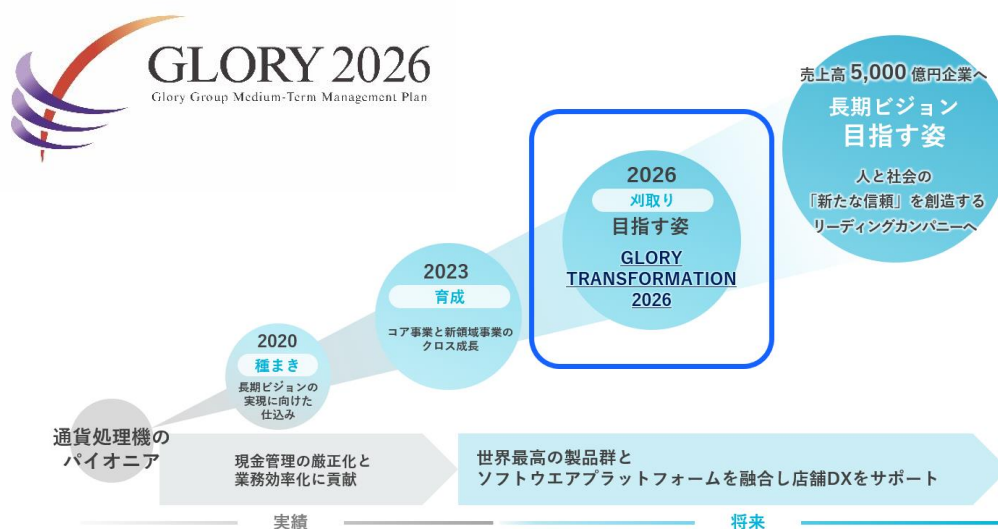 GLORY 2026
Glory Group Medium-Term Management Plan
売上高 5,000 億円企業へ
長期ビジョン
目指す姿
人と社会の
「新たな信頼」を創造する
リーディングカンパニーへ
2026
刈取り
目指す姿
GLORY
TRANSFORMATION
2026
2023
育成
コア事業と新領域事業の
クロス成長
2020
種まき
長期ビジョンの
実現に向けた
仕込み
通貨処理機の
パイオニア
現金管理の厳正化と
業務効率化に貢献
世界最高の製品群と
ソフトウエアプラットフォームを融合し店舗DXをサポート
実績
将来